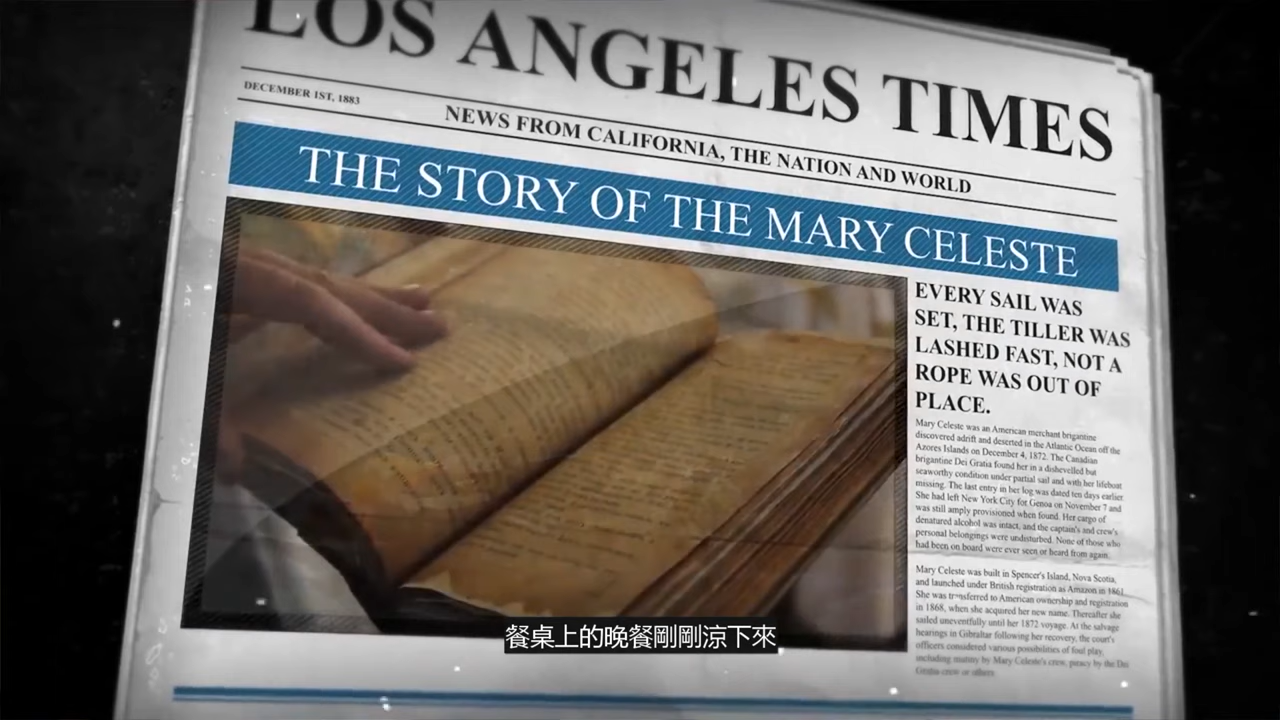 LOS ANGELES TIMES
DECEMBER 1ST, 1883
NEWS FROM CALIFORNIA, THE NATION AND WORLD
THE STORY OF THE MARY CELESTE
EVERY SAIL WAS
SET, THE TILLER WAS
LASHED FAST, NOT A
ROPE WAS OUT OF
PLACE.
Mary Celeste was an American merchant brigantine
discovered adrift and deserted in the Atlantic Ocean off the
Azores Islands on December 4, 1872. The Canadian
brigantine Dei Gratia found her in a dishevelled but
seaworthy condition under partial sail and with her lifeboat
missing. The last entry in her log was dated ten days earlier.
She had left New York City for Genoa on November 7 and
was still amply provisioned when found. Her cargo of
denatured alcohol was intact, and the captain's and crew's
personal belongings were undisturbed. None of those who
had been on board were ever seen or heard from again.
Mary Celeste was built in Spencer's Island, Nova Scotia,
and launched under British registration as Amazon in 1861.
She was transferred to American ownership and registration
in 1868, when she acquired her new name. Thereafter she
sailed uneventfully until her 1872 voyage. At the salvage
hearings in Gibraltar following her recovery, the court's
officers considered various possibilities of foul play,
including mutiny by Mary Celeste's crew, piracy by the Dei
Gratia crew or others
餐桌上的晚餐剛剛涼下來